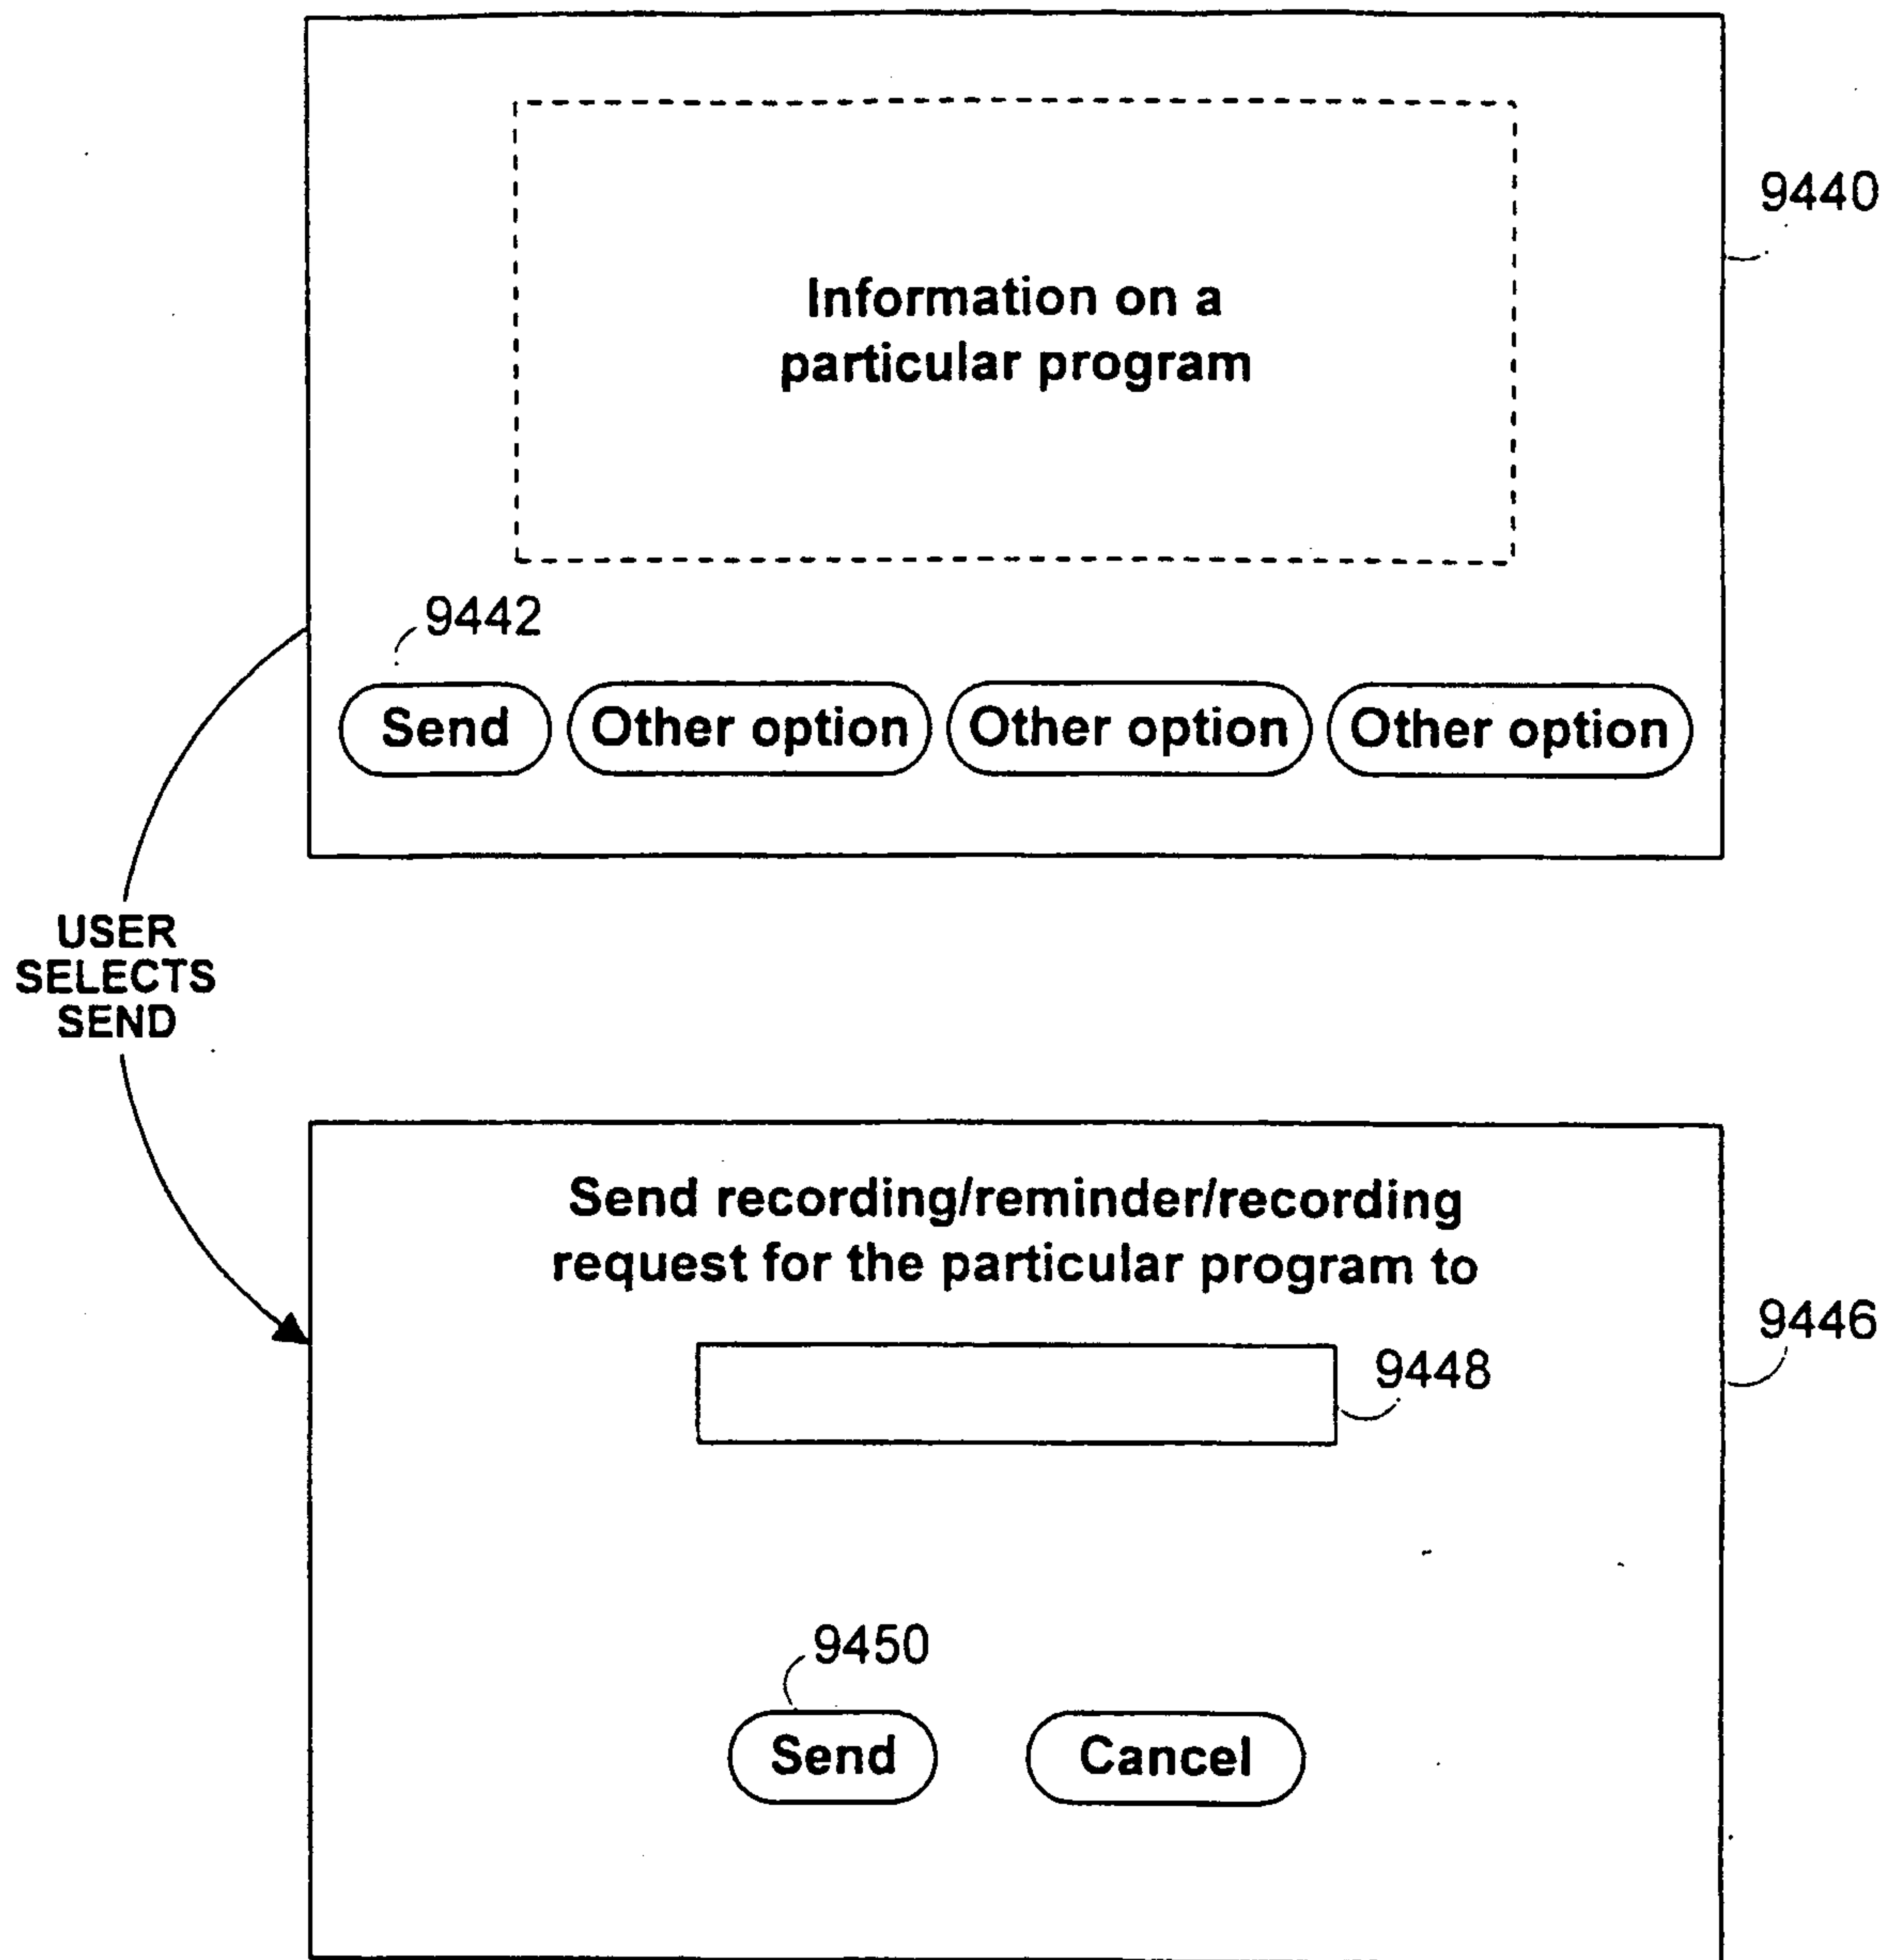 9440
Information on a
particular program
9442
Send Other option Other option Other option
USER
SELECTS
SEND
Send recording/reminder/recording
request for the particular program to
9446
9448
9450
Send Cancel